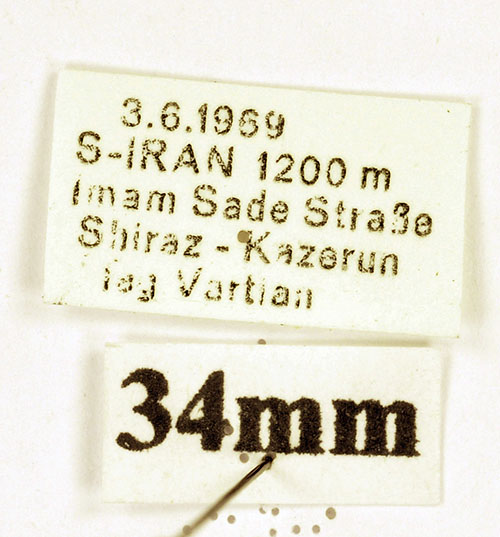 3.6.1969
S-IRAN 1200 m
Imam Sade Straße
Shiraz - Kazerun
leg Vartian
34mm